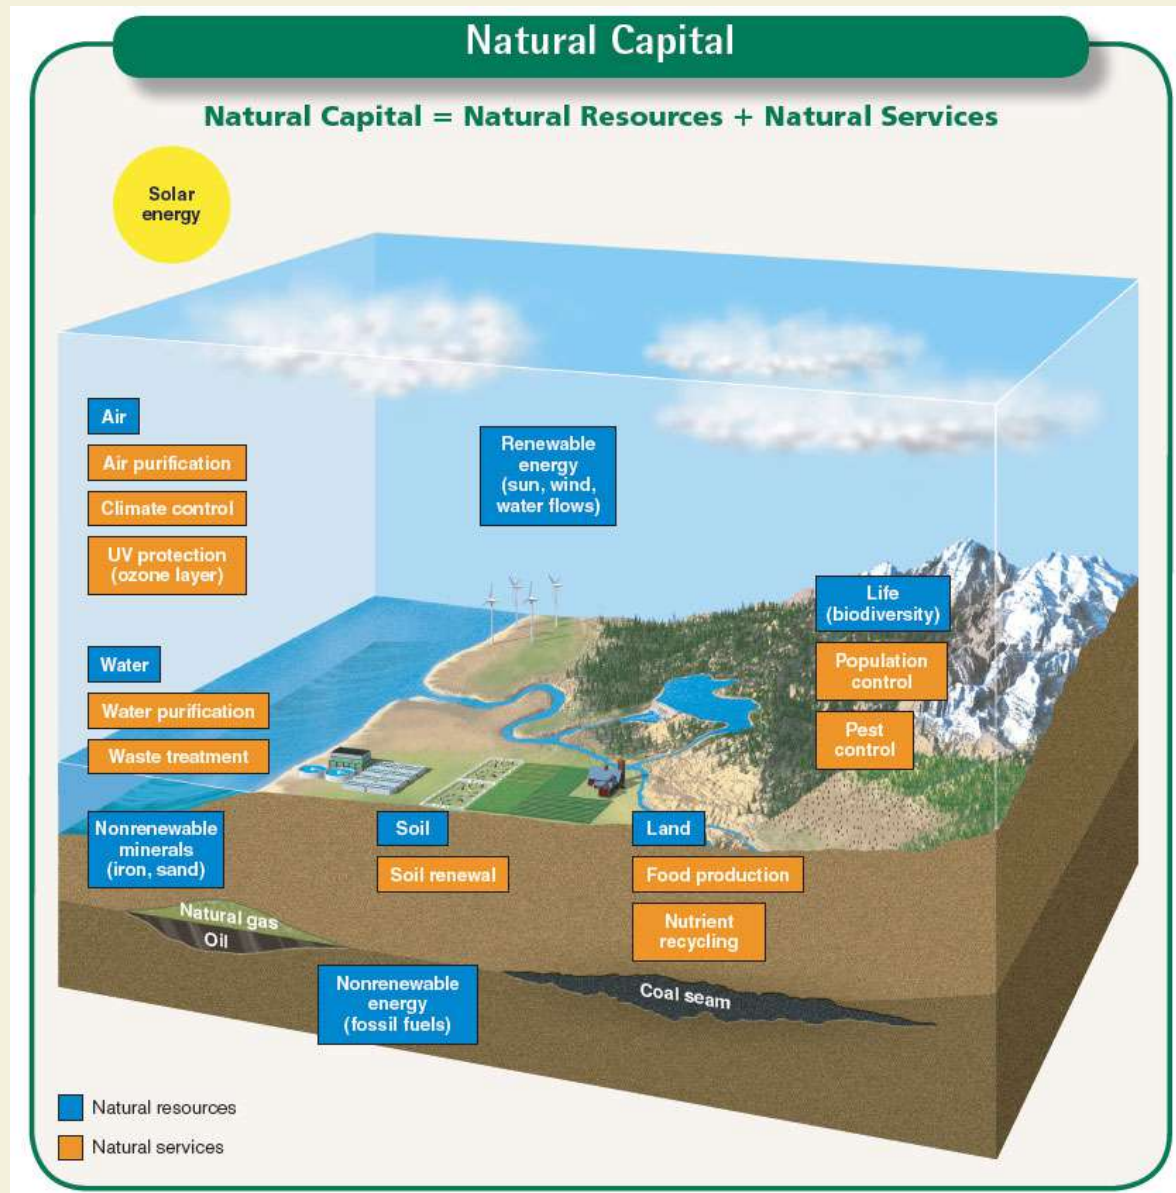 Natural Capital
Natural Capital = Natural Resources + Natural Services
Solar
energy
Air
Air purification
Climate control
UV protection
(ozone layer)
Renewable
energy
(sun, wind,
water flows)
Life
(biodiversity)
Population
control
Pest
control
Water
Water purification
Waste treatment
Nonrenewable
minerals
(iron, sand)
Soil
Soil renewal
Land
Food production
Nutrient
recycling
Natural gas
Oil
Nonrenewable
energy
(fossil fuels)
Coal seam
Natural resources
Natural services